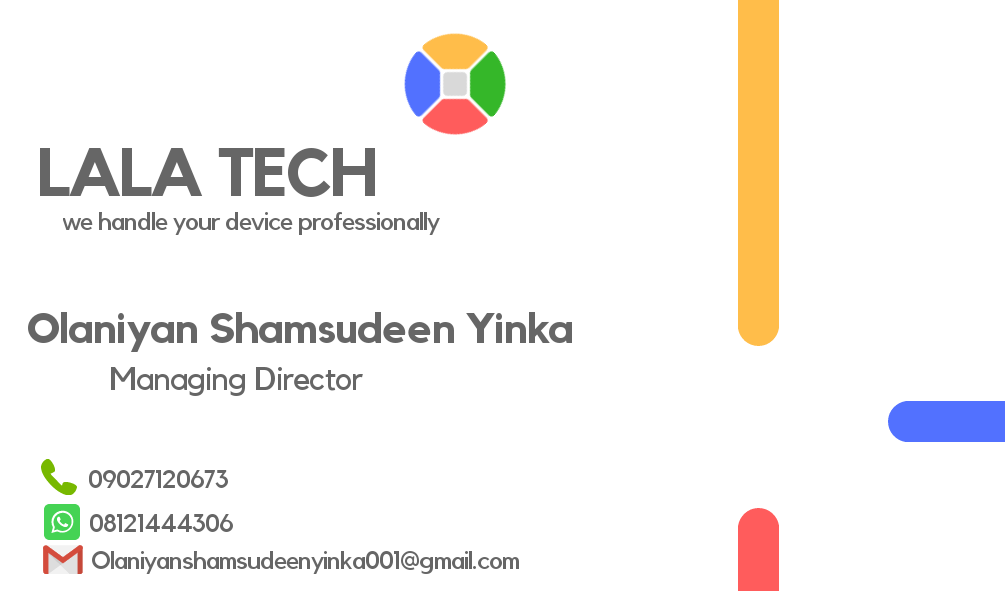 LALA TECH
we handle your device professionally
Olaniyan Shamsudeen Yinka
Managing Director
09027120673
08121444306
Olaniyanshamsudeenyinka001@gmail.com